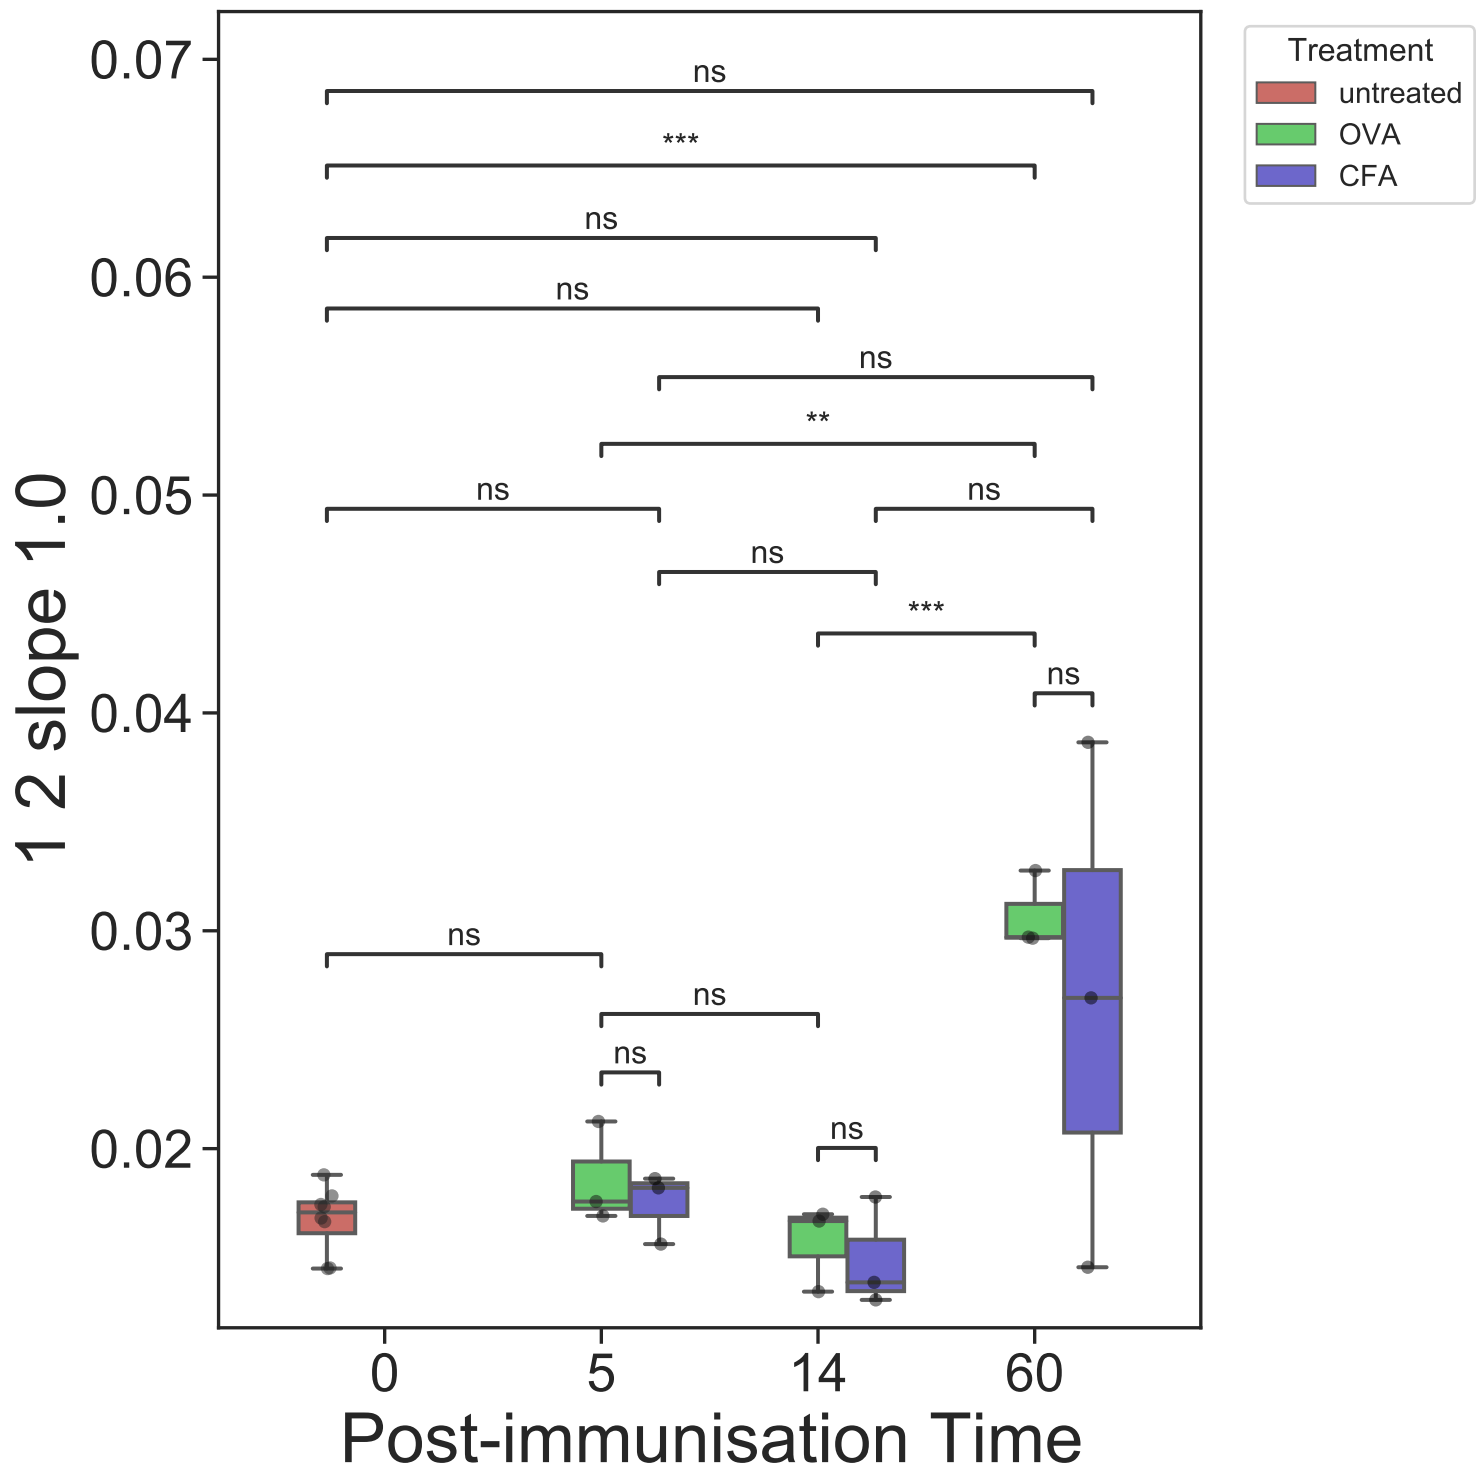 Treatment
untreated
OVA
CFA
1 2 slope 1.0
0.07
0.06
0.05
0.04
0.03
0.02
ns
***
ns
ns
ns
**
ns
ns
ns
***
ns
ns
ns
ns
ns
0
5
14
60
Post-immunisation Time